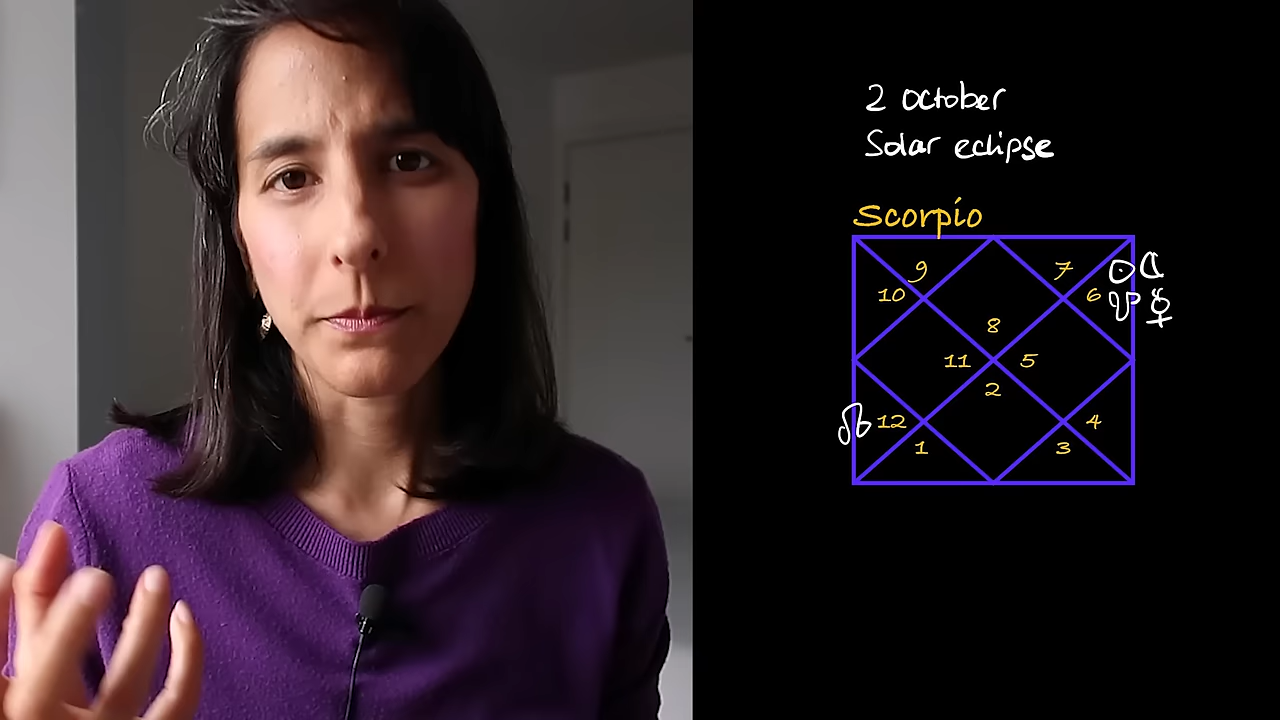 2 October
Solar eclipse
Scorpio
9 7
10 6 ☉ ☾
☋ ☿
8
11 5
2
☊ 12 4
1 3